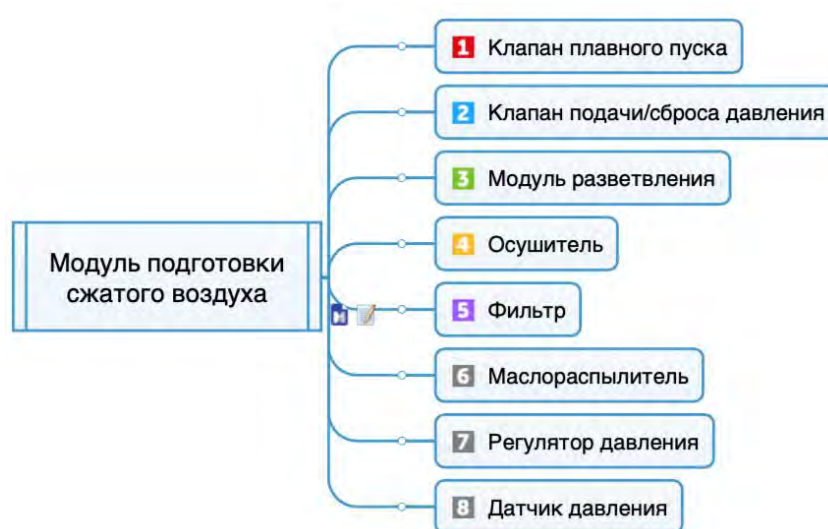 1 Клапан плавного пуска
2 Клапан подачи/сброса давления
3 Модуль разветвления
Модуль подготовки
сжатого воздуха
4 Осушитель
5 Фильтр
6 Маслораспылитель
7 Регулятор давления
8 Датчик давления